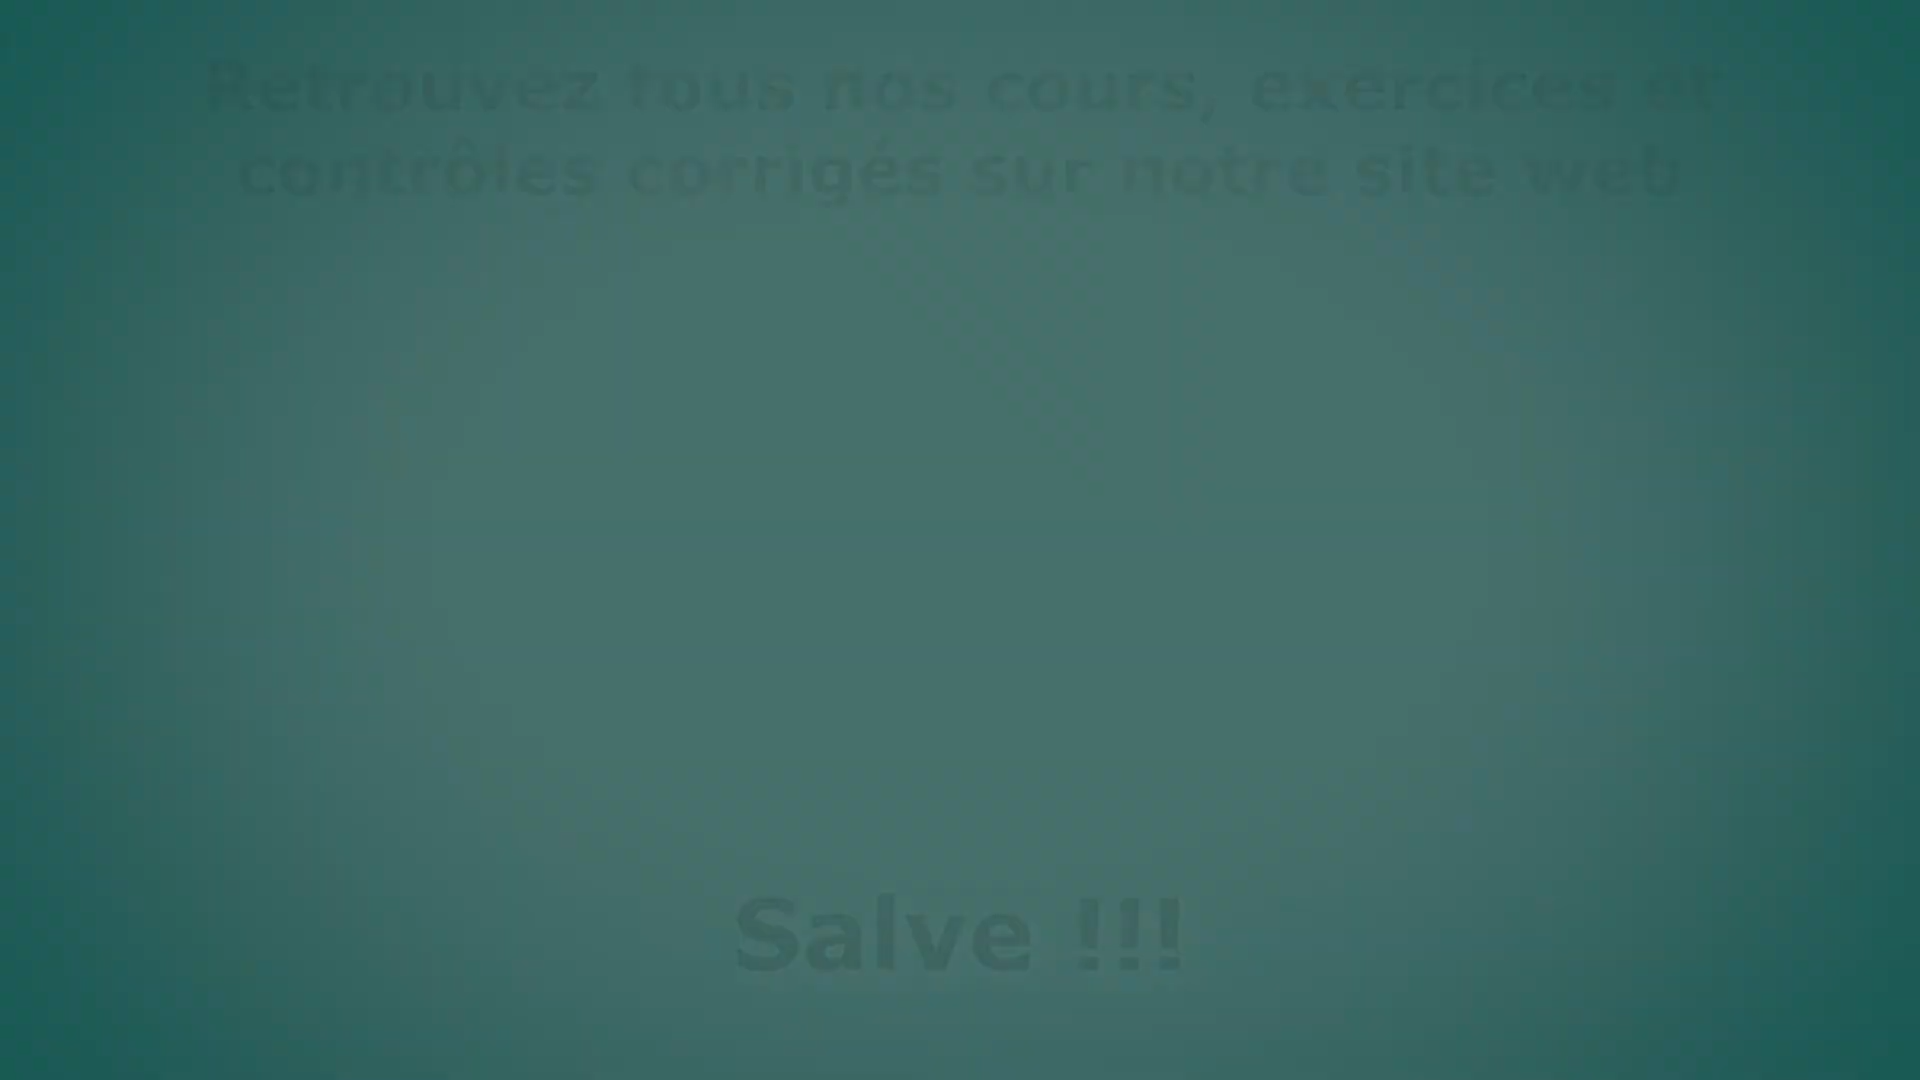 Retrouvez tous nos cours, exercices et
contrôles corrigés sur notre site web
Salve !!!